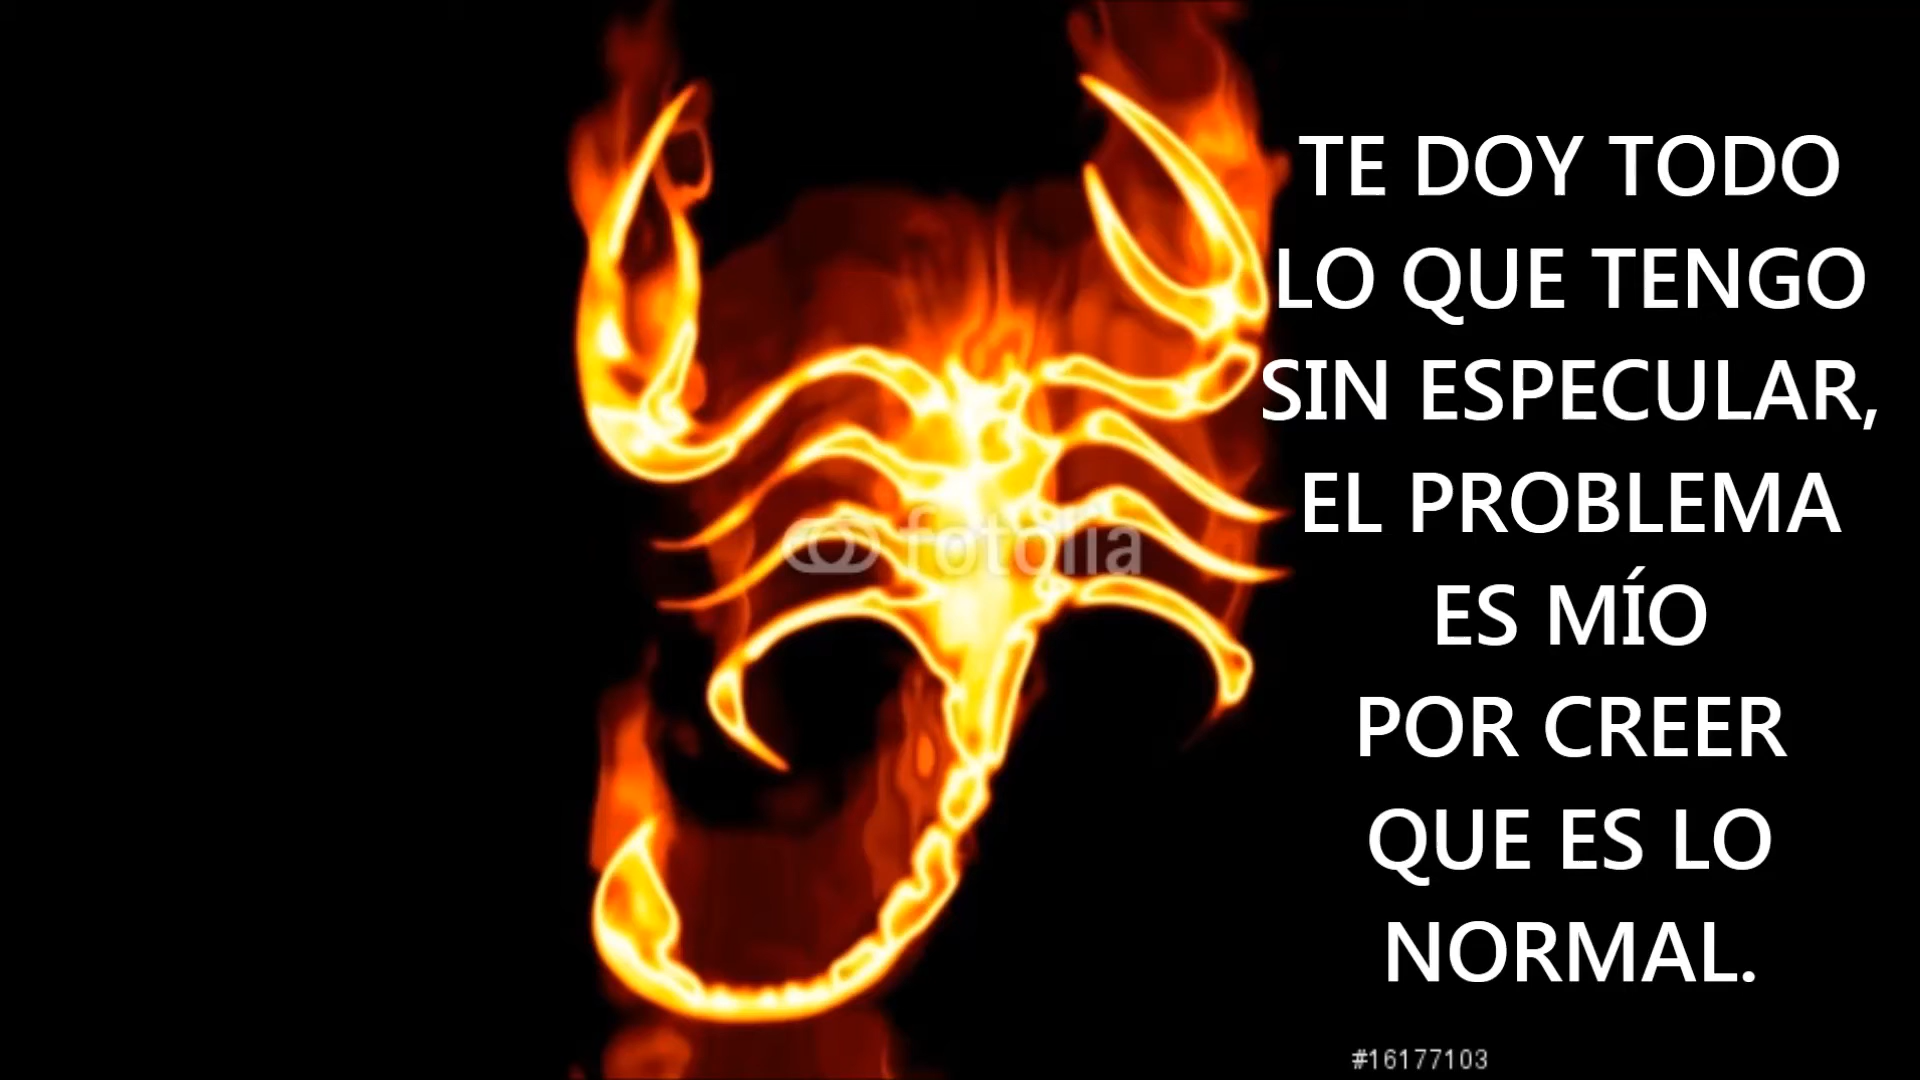 TE DOY TODO
LO QUE TENGO
SIN ESPECULAR,
EL PROBLEMA
ES MÍO
POR CREER
QUE ES LO
NORMAL.
fotolia
#16177103